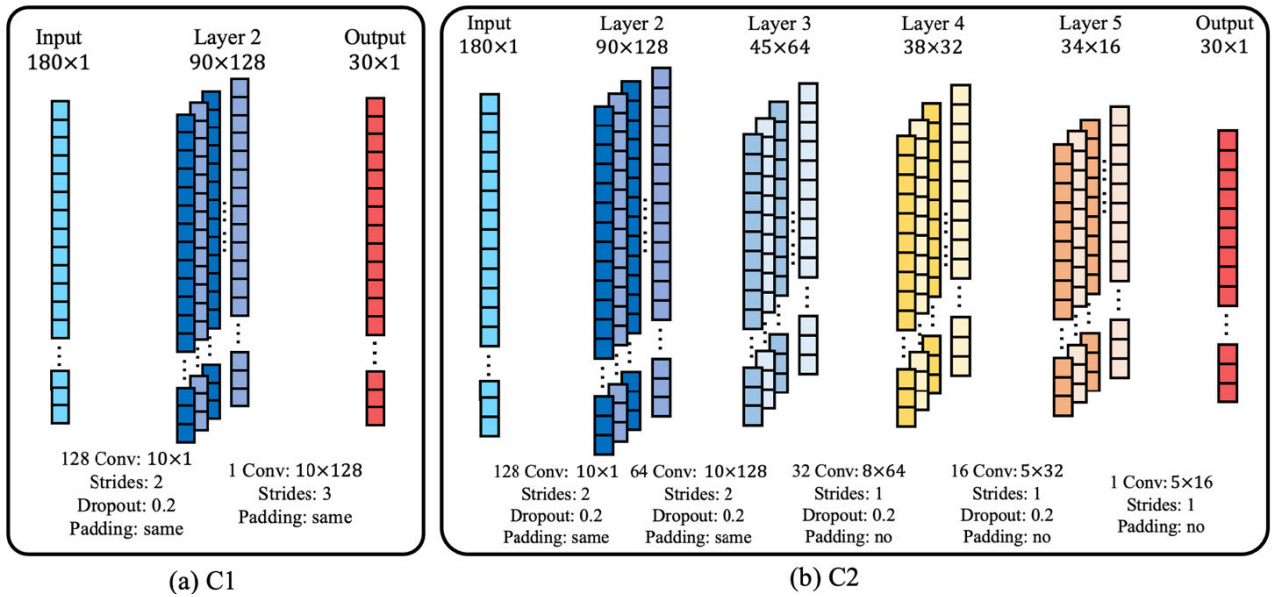 Input
180×1
Layer 2
90×128
Output
30×1
128 Conv: 10×1
Strides: 2
Dropout: 0.2
Padding: same
1 Conv: 10×128
Strides: 3
Padding: same
(a) C1
Input
180×1
Layer 2
90×128
Layer 3
45×64
Layer 4
38×32
Layer 5
34×16
Output
30×1
128 Conv: 10×1
Strides: 2
Dropout: 0.2
Padding: same
64 Conv: 10×128
Strides: 2
Dropout: 0.2
Padding: same
32 Conv: 8×64
Strides: 1
Dropout: 0.2
Padding: no
16 Conv: 5×32
Strides: 1
Dropout: 0.2
Padding: no
1 Conv: 5×16
Strides: 1
Padding: no
(b) C2